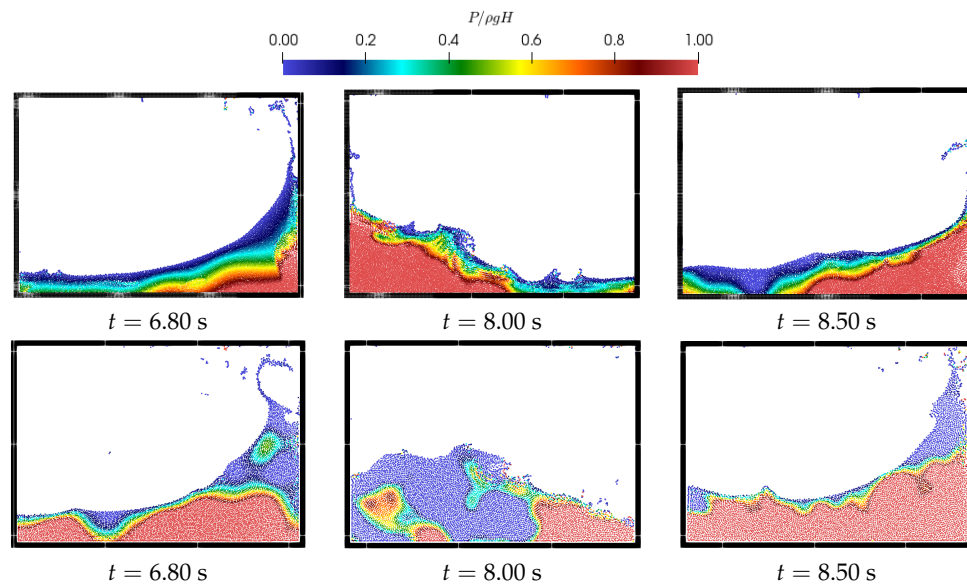 P/ρgH
0.00 0.2 0.4 0.6 0.8 1.00
t = 6.80 s t = 8.00 s t = 8.50 s
t = 6.80 s t = 8.00 s t = 8.50 s